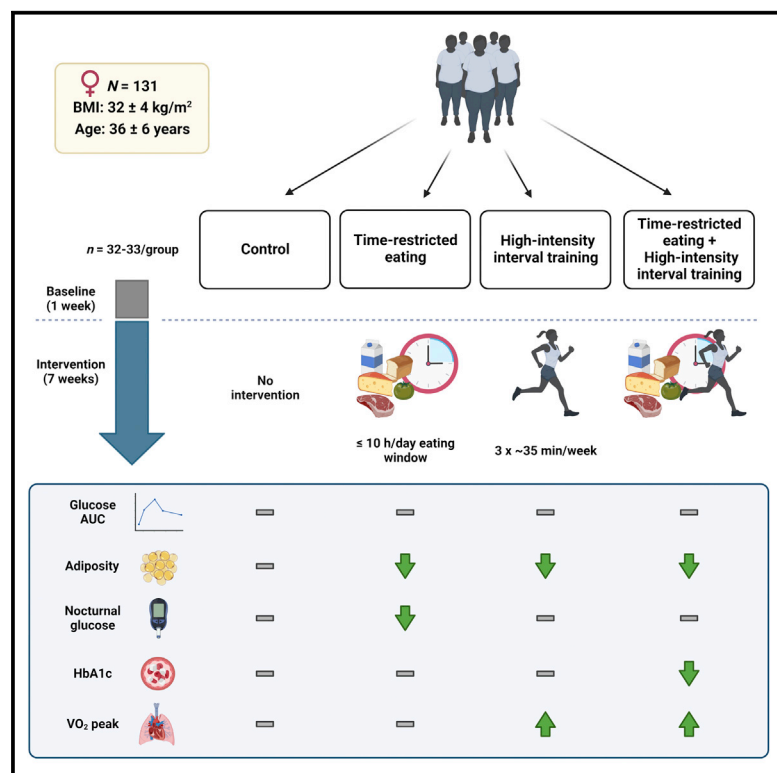 N = 131
BMI: 32 ± 4 kg/m²
Age: 36 ± 6 years
n = 32-33/group
Control
Time-restricted
eating
High-intensity
interval training
Time-restricted
eating +
High-intensity
interval training
Baseline
(1 week)
Intervention
(7 weeks)
No
intervention
≤ 10 h/day eating
window
3 x ~35 min/week
Glucose
AUC
Adiposity
Nocturnal
glucose
HbA1c
VO₂ peak